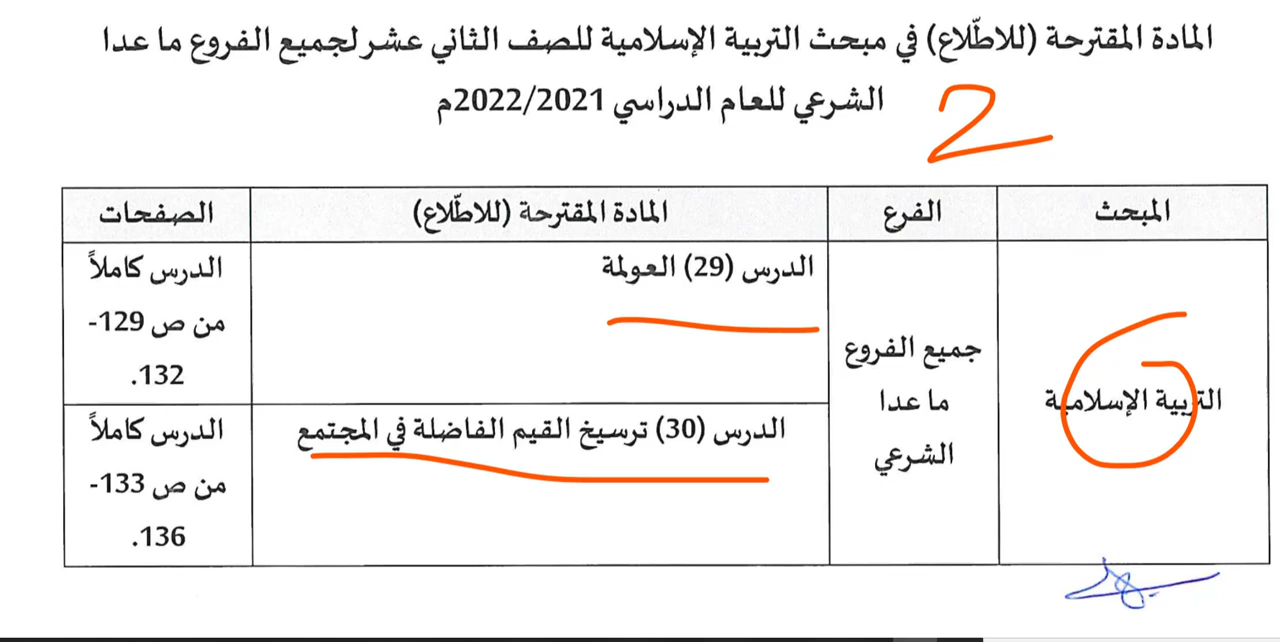 المادة المقترحة (للاطّلاع) في مبحث التربية الإسلامية للصف الثاني عشر لجميع الفروع ما عدا
الشرعي للعام الدراسي 2022/2021م
2
المبحث
الفرع
المادة المقترحة (للاطّلاع)
الصفحات
التربية الإسلامية
جميع الفروع
ما عدا
الشرعي
الدرس (29) العولمة
الدرس كاملاً
من ص 129-
132.
الدرس (30) ترسيخ القيم الفاضلة في المجتمع
الدرس كاملاً
من ص 133-
136.